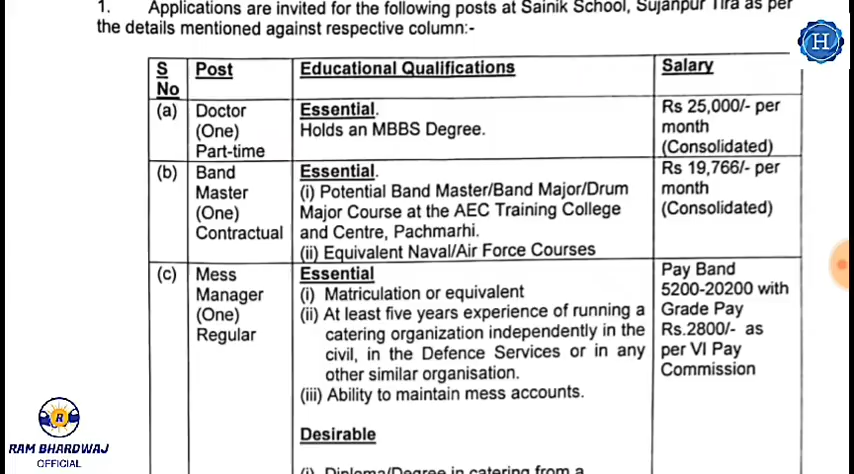 1. Applications are invited for the following posts at Sainik School, Sujanpur Tira as per
the details mentioned against respective column:-
S No Post Educational Qualifications Salary
(a) Doctor (One) Part-time
Essential.
Holds an MBBS Degree.
Rs 25,000/- per
month
(Consolidated)
(b) Band Master (One) Contractual
Essential.
(i) Potential Band Master/Band Major/Drum
Major Course at the AEC Training College
and Centre, Pachmarhi.
(ii) Equivalent Naval/Air Force Courses
Rs 19,766/- per
month
(Consolidated)
(c) Mess Manager (One) Regular
Essential
(i) Matriculation or equivalent
(ii) At least five years experience of running a
catering organization independently in the
civil, in the Defence Services or in any
other similar organisation.
(iii) Ability to maintain mess accounts.
Desirable
(i) Diploma/Degree in catering from a
Pay Band
5200-20200 with
Grade Pay
Rs.2800/- as
per VI Pay
Commission
H
R
RAM BHARDWAJ
OFFICIAL